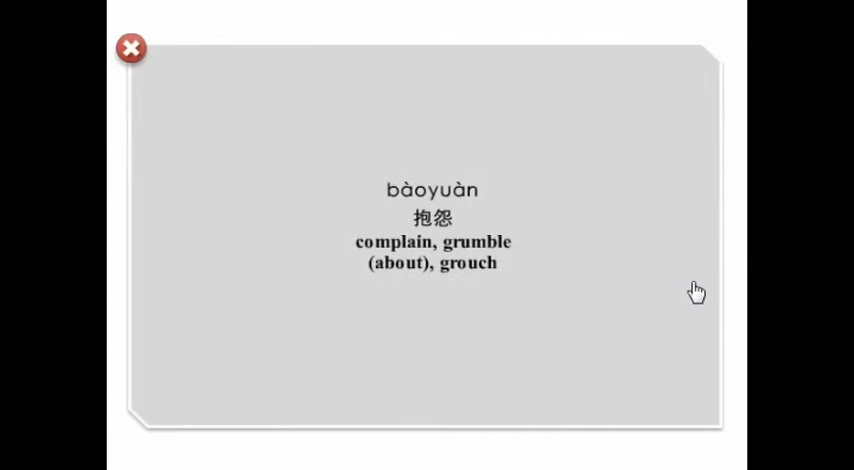 bàoyuàn
抱怨
complain, grumble
(about), grouch